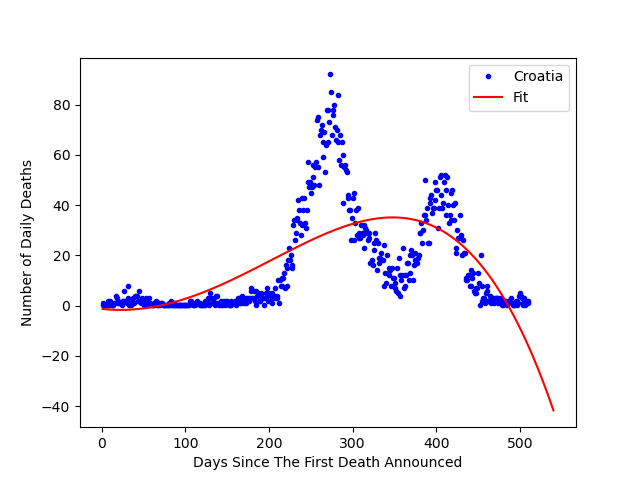 Croatia
Fit
80
60
40
20
0
−20
−40
Number of Daily Deaths
0 100 200 300 400 500
Days Since The First Death Announced